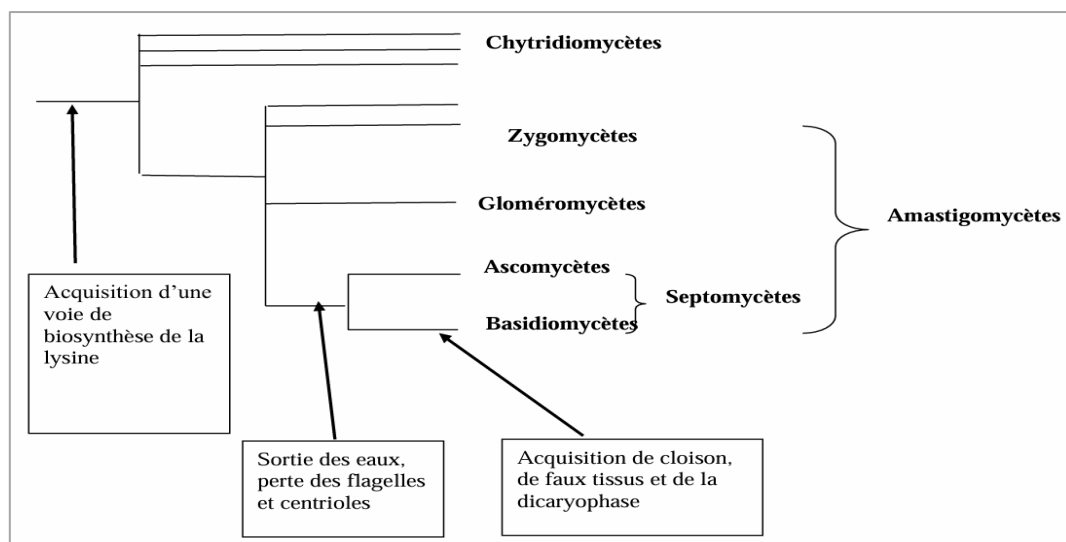 Chytridiomycètes
Zygomycètes
Gloméromycètes
Amastigomycètes
Ascomycètes
Septomycètes
Basidiomycètes
Acquisition d'une
voie de
biosynthèse de la
lysine
Sortie des eaux,
perte des flagelles
et centrioles
Acquisition de cloison,
de faux tissus et de la
dicaryophase